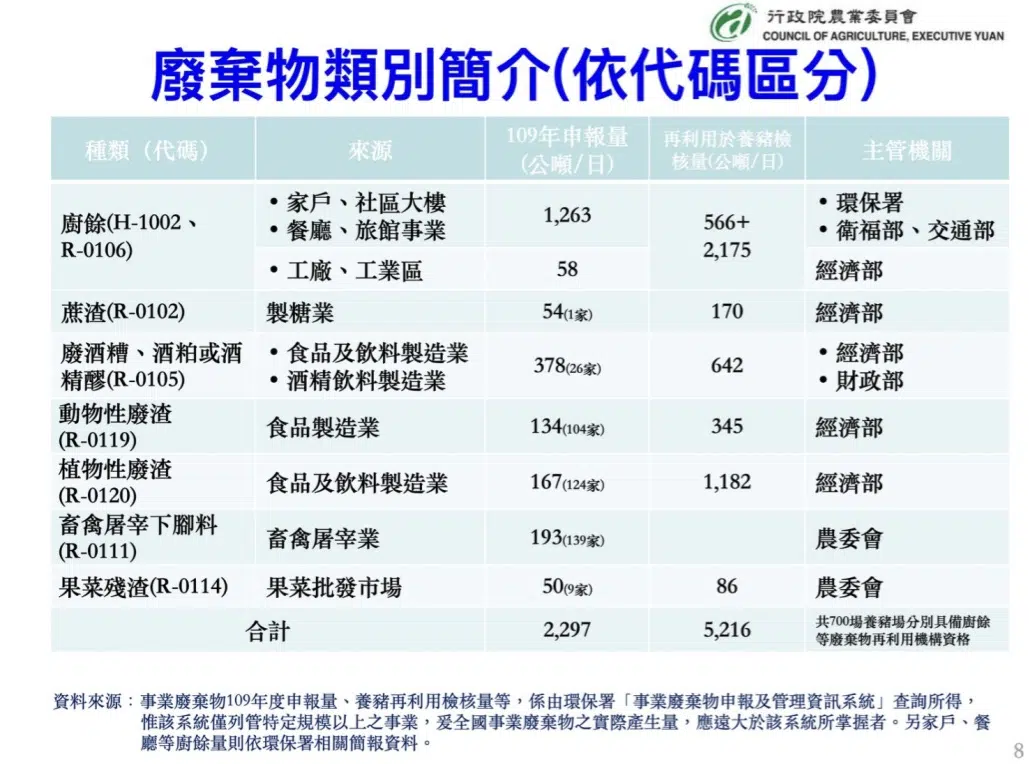 行政院農業委員會
COUNCIL OF AGRICULTURE, EXECUTIVE YUAN
廢棄物類別簡介(依代碼區分)
種類（代碼） 來源 109年申報量 再利用於養豬檢 主管機關
(公噸/日) 核量(公噸/日)
廚餘(H-1002、
R-0106)
• 家戶、社區大樓
• 餐廳、旅館事業
1,263
566+
2,175
• 環保署
• 衛福部、交通部
• 工廠、工業區 58 經濟部
蔗渣(R-0102) 製糖業 54(1家) 170 經濟部
廢酒糟、酒粕或酒
精醪(R-0105)
• 食品及飲料製造業
• 酒精飲料製造業
378(26家) 642
• 經濟部
• 財政部
動物性廢渣
(R-0119)
食品製造業 134(104家) 345 經濟部
植物性廢渣
(R-0120)
食品及飲料製造業 167(124家) 1,182 經濟部
畜禽屠宰下腳料
(R-0111)
畜禽屠宰業 193(139家) 農委會
果菜殘渣(R-0114) 果菜批發市場 50(9家) 86 農委會
合計 2,297 5,216
共700場養豬場分別具備廚餘
等廢棄物再利用機構資格
資料來源：事業廢棄物109年度申報量、養豬再利用檢核量等，係由環保署「事業廢棄物申報及管理資訊系統」查詢所得，
惟該系統僅列管特定規模以上之事業，爰全國事業廢棄物之實際產生量，應遠大於該系統所掌握者。另家戶、餐
廳等廚餘量則依環保署相關簡報資料。
8